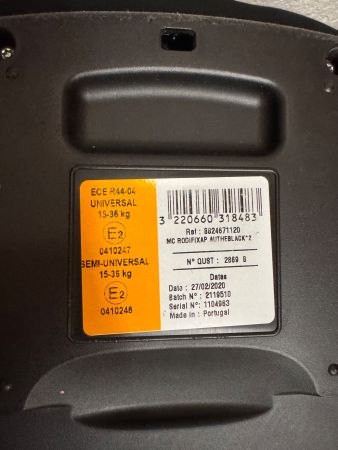 ECE R44-04
UNIVERSAL
15-36 kg
E2
0410247
SEMI-UNIVERSAL
15-36 kg
E2
0410248
3 220660 318483
Ref : 8824671120
MC RODIFIXAP AUTHEBLACK*2
N° QUST : 2869 8
Dates
Date : 27/02/2020
Batch N° : 2119510
Serial N° : 1104963
Made in : Portugal